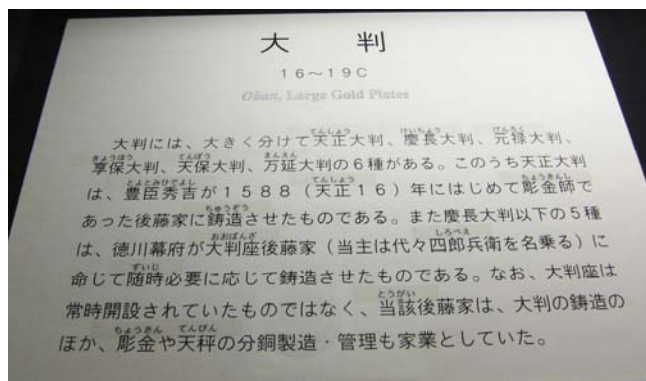 大判
16～19C
Oban, Large Gold Plates
大判には、大きく分けて天正大判、慶長大判、元禄大判、
享保大判、天保大判、万延大判の6種がある。このうち天正大判
は、豊臣秀吉が1588（天正16）年にはじめて彫金師で
あった後藤家に鋳造させたものである。また慶長大判以下の5種
は、徳川幕府が大判座後藤家（当主は代々四郎兵衛を名乗る）に
命じて随時必要に応じて鋳造させたものである。なお、大判座は
常時開設されていたものではなく、当該後藤家は、大判の鋳造の
ほか、彫金や天秤の分銅製造・管理も家業としていた。